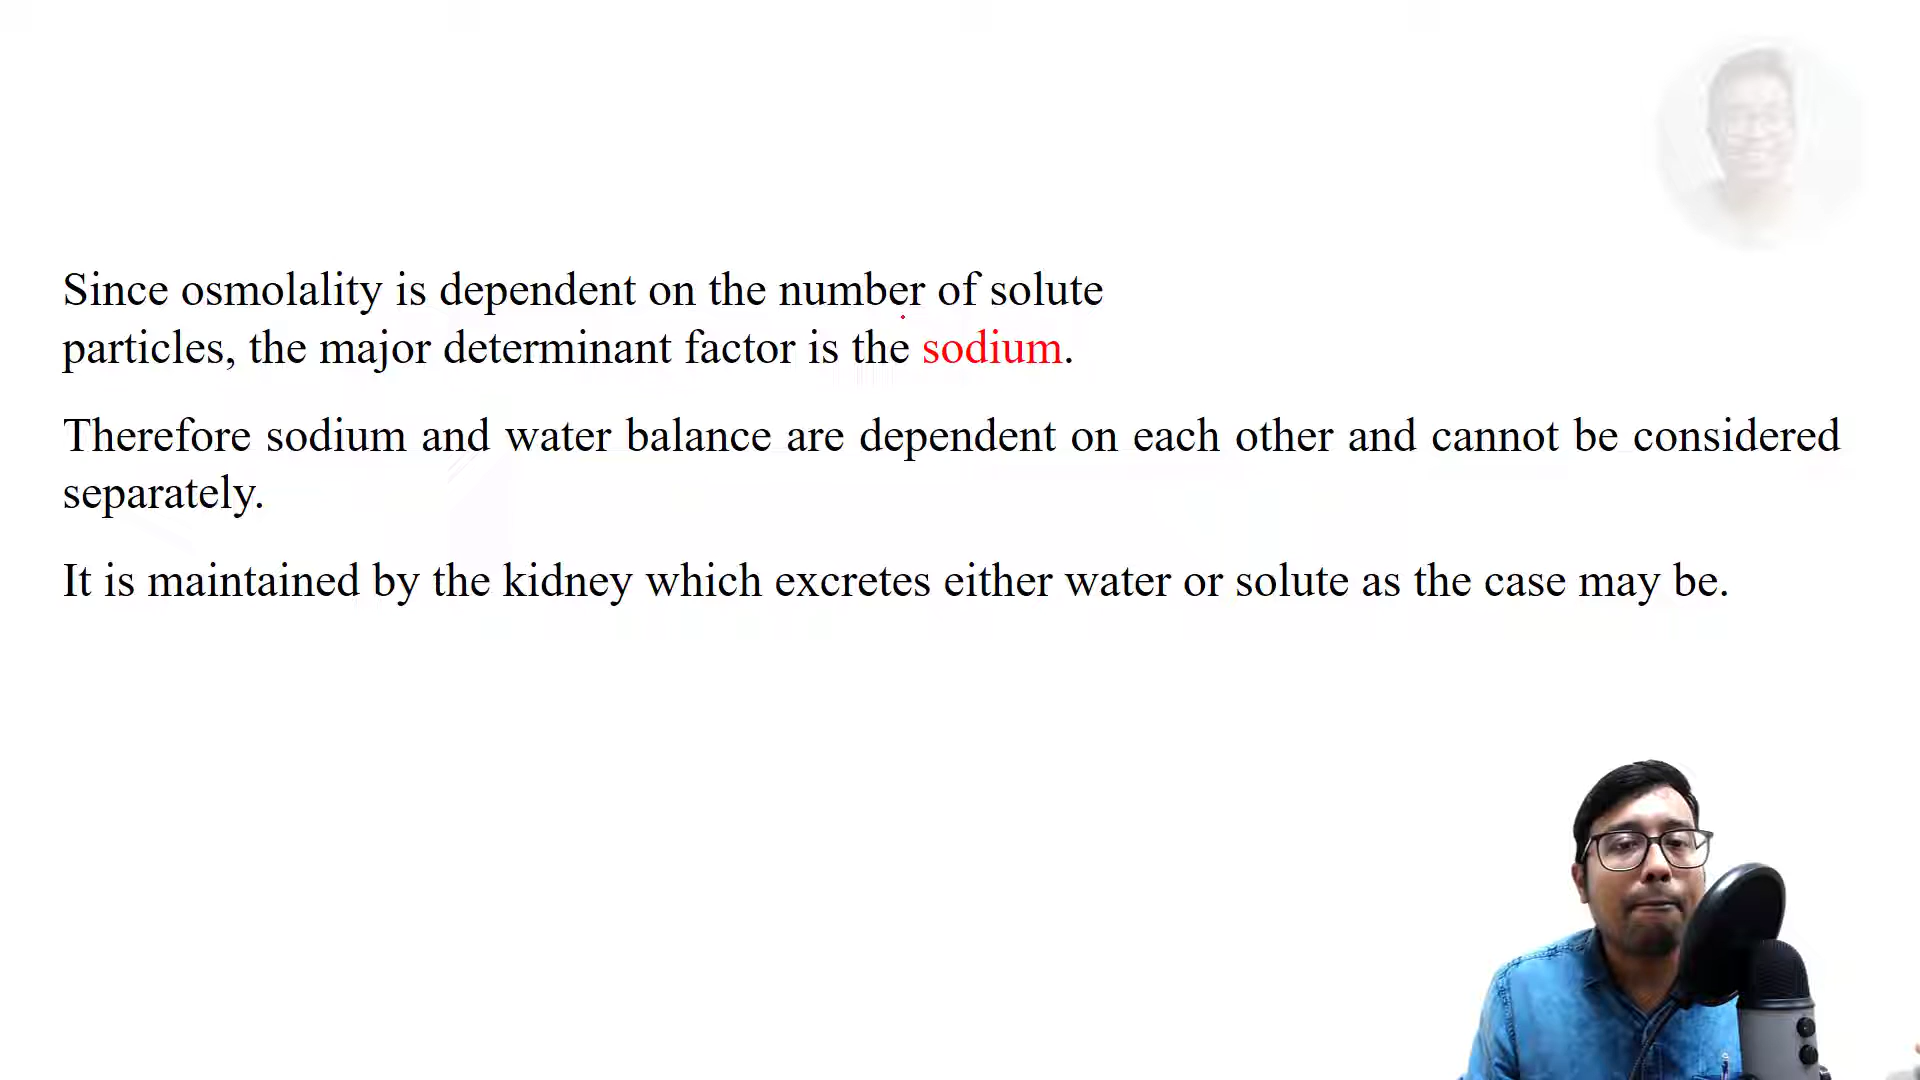 Since osmolality is dependent on the number of solute
particles, the major determinant factor is the sodium.
Therefore sodium and water balance are dependent on each other and cannot be considered
separately.
It is maintained by the kidney which excretes either water or solute as the case may be.